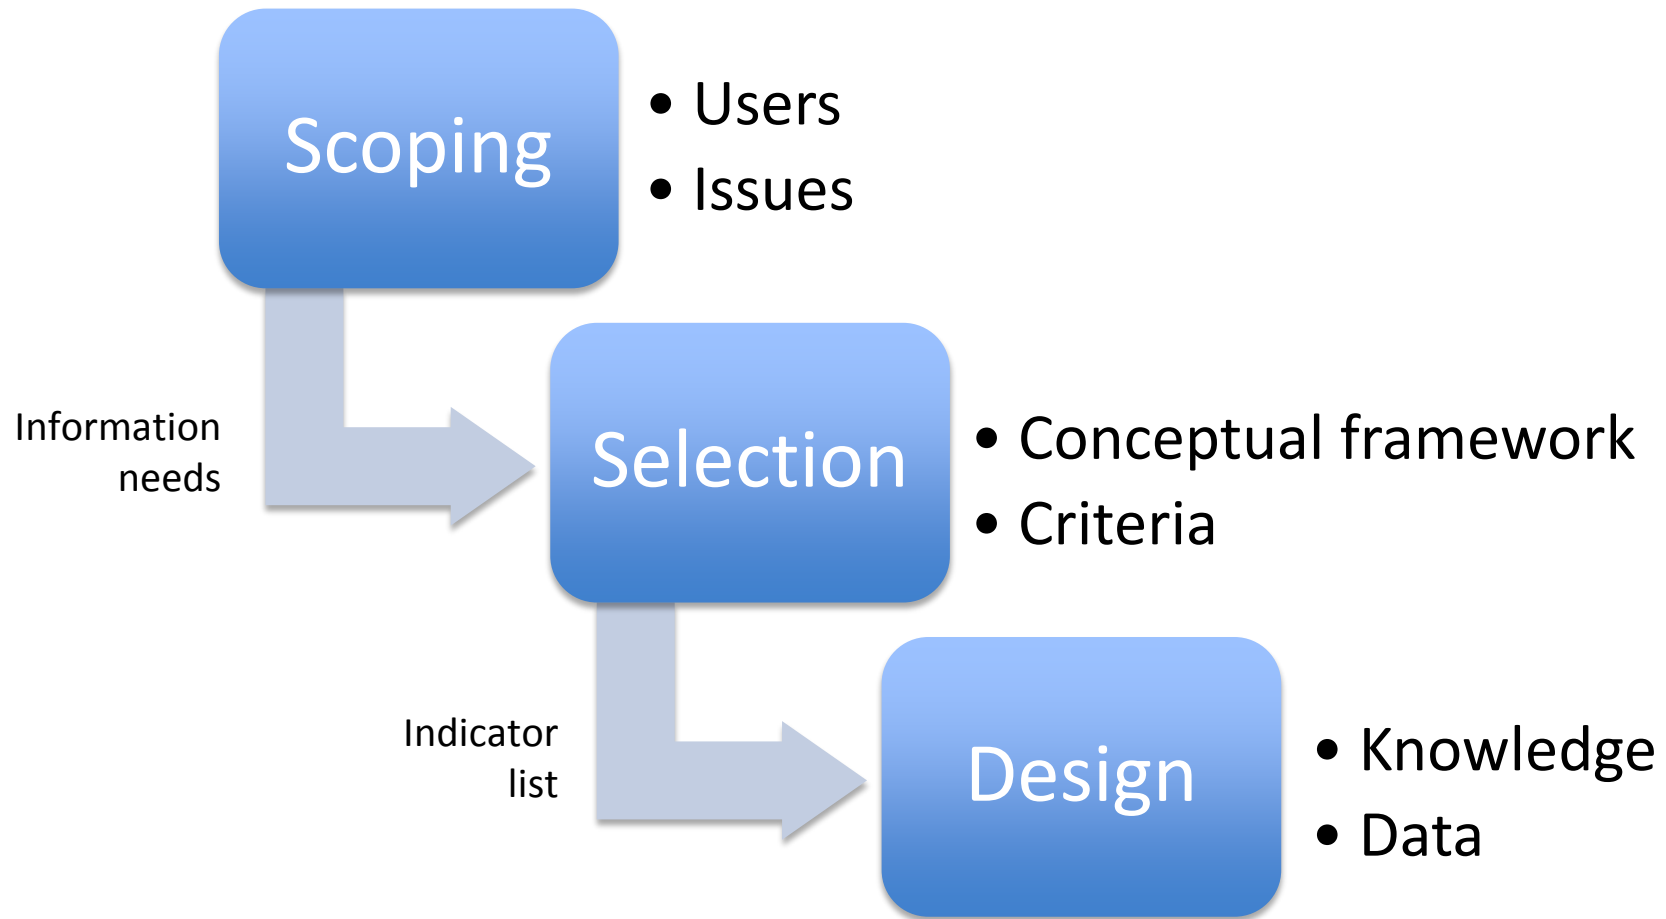 Scoping
• Users
• Issues
Information
needs
Selection
• Conceptual framework
• Criteria
Indicator
list
Design
• Knowledge
• Data